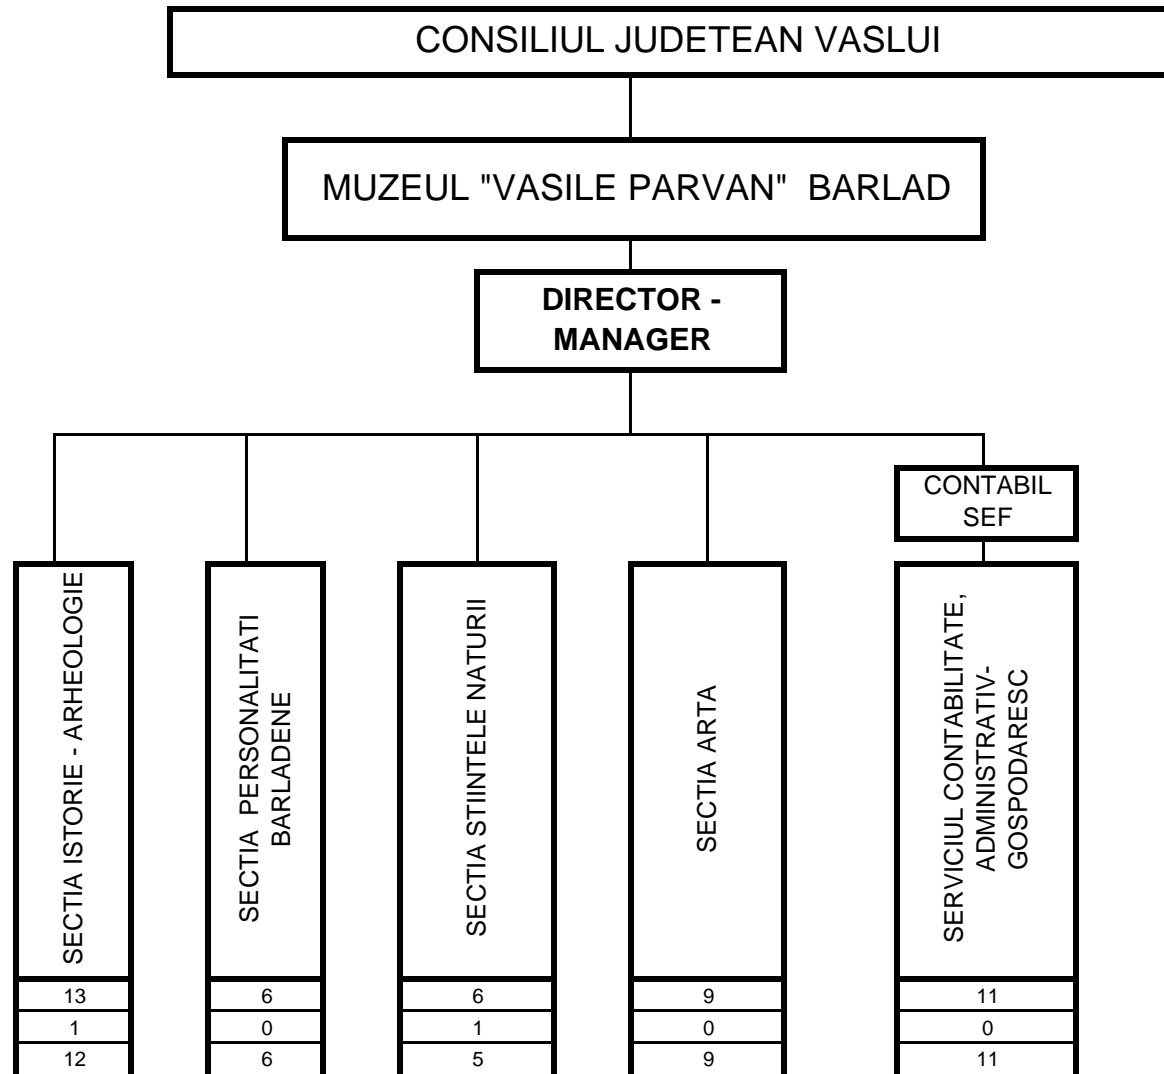 CONSILIUL JUDETEAN VASLUI
MUZEUL "VASILE PARVAN" BARLAD
DIRECTOR -
MANAGER
CONTABIL
SEF
SECTIA ISTORIE - ARHEOLOGIE
SECTIA PERSONALITATI
BARLADENE
SECTIA STIINTELE NATURII
SECTIA ARTA
SERVICIUL CONTABILITATE,
ADMINISTRATIV-
GOSPODARESC
13 6 6 9 11
1 0 1 0 0
12 6 5 9 11